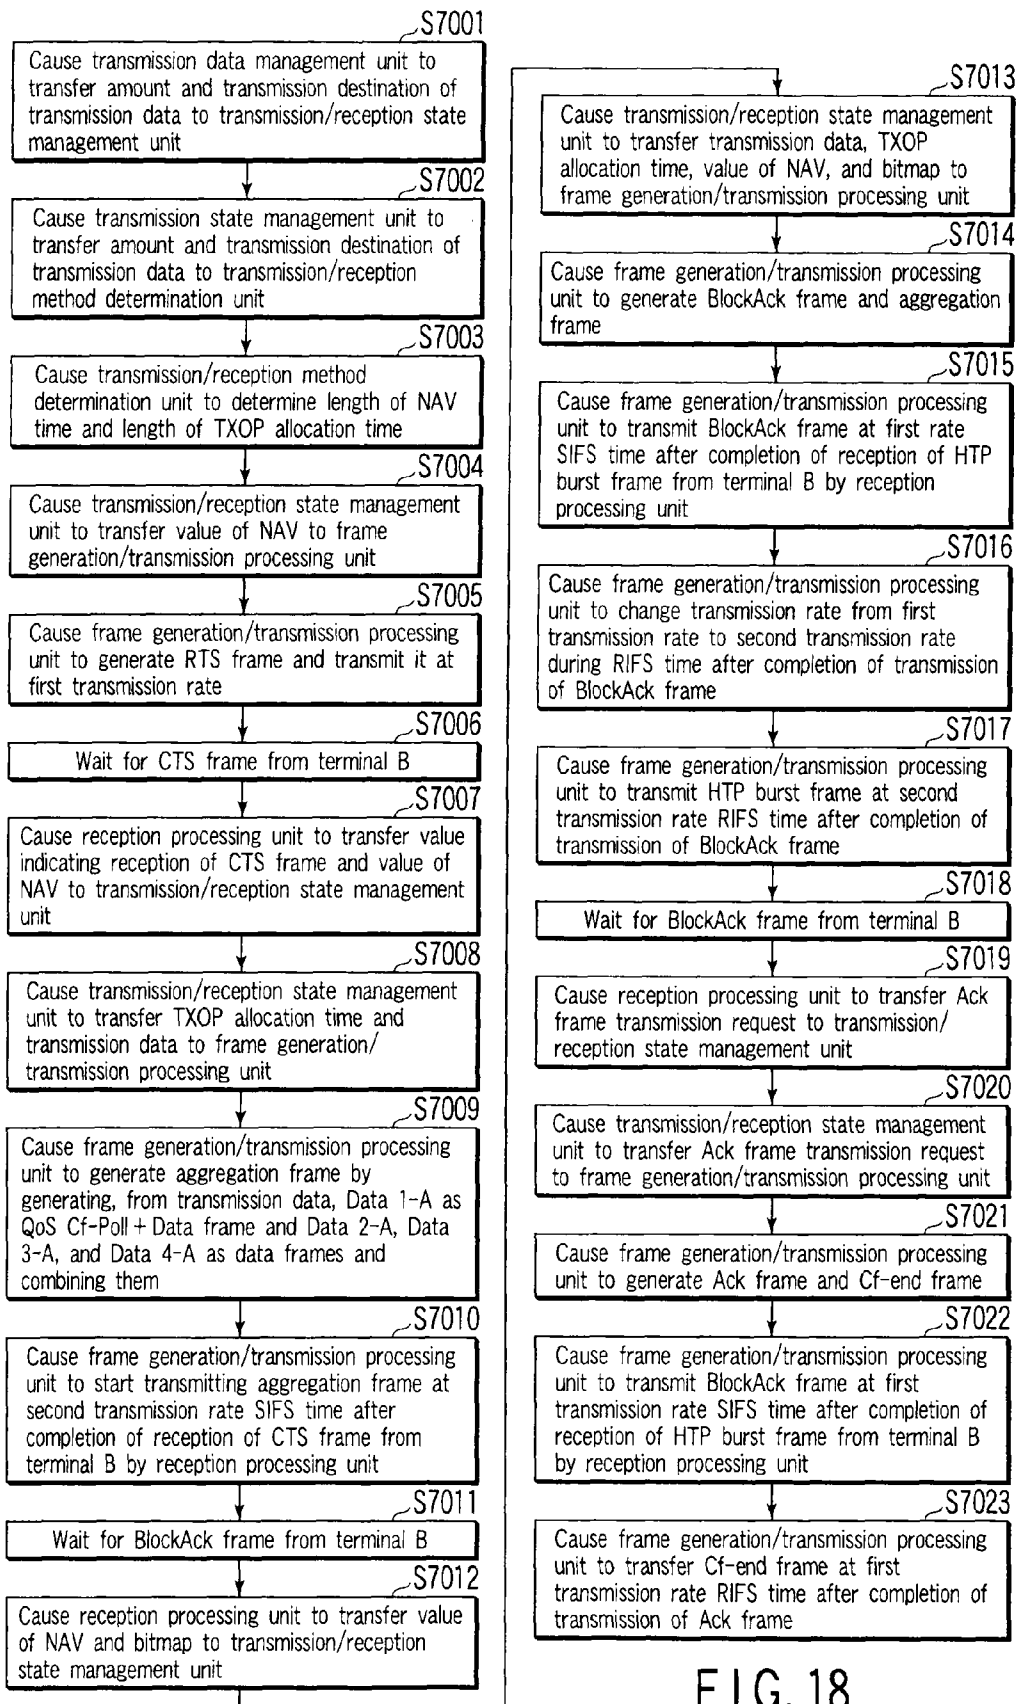 S7001
Cause transmission data management unit to
transfer amount and transmission destination of
transmission data to transmission/reception state
management unit
S7002
Cause transmission state management unit to
transfer amount and transmission destination of
transmission data to transmission/reception
method determination unit
S7003
Cause transmission/reception method
determination unit to determine length of NAV
time and length of TXOP allocation time
S7004
Cause transmission/reception state management
unit to transfer value of NAV to frame
generation/transmission processing unit
S7005
Cause frame generation/transmission processing
unit to generate RTS frame and transmit it at
first transmission rate
S7006
Wait for CTS frame from terminal B
S7007
Cause reception processing unit to transfer value
indicating reception of CTS frame and value of
NAV to transmission/reception state management
unit
S7008
Cause transmission/reception state management
unit to transfer TXOP allocation time and
transmission data to frame generation/
transmission processing unit
S7009
Cause frame generation/transmission processing
unit to generate aggregation frame by
generating, from transmission data, Data 1-A as
QoS Cf-Poll + Data frame and Data 2-A, Data
3-A, and Data 4-A as data frames and
combining them
S7010
Cause frame generation/transmission processing
unit to start transmitting aggregation frame at
second transmission rate SIFS time after
completion of reception of CTS frame from
terminal B by reception processing unit
S7011
Wait for BlockAck frame from terminal B
S7012
Cause reception processing unit to transfer value
of NAV and bitmap to transmission/reception
state management unit
S7013
Cause transmission/reception state management
unit to transfer transmission data, TXOP
allocation time, value of NAV, and bitmap to
frame generation/transmission processing unit
S7014
Cause frame generation/transmission processing
unit to generate BlockAck frame and aggregation
frame
S7015
Cause frame generation/transmission processing
unit to transmit BlockAck frame at first rate
SIFS time after completion of reception of HTP
burst frame from terminal B by reception
processing unit
S7016
Cause frame generation/transmission processing
unit to change transmission rate from first
transmission rate to second transmission rate
during RIFS time after completion of transmission
of BlockAck frame
S7017
Cause frame generation/transmission processing
unit to transmit HTP burst frame at second
transmission rate RIFS time after completion of
transmission of BlockAck frame
S7018
Wait for BlockAck frame from terminal B
S7019
Cause reception processing unit to transfer Ack
frame transmission request to transmission/
reception state management unit
S7020
Cause transmission/reception state management
unit to transfer Ack frame transmission request
to frame generation/transmission processing unit
S7021
Cause frame generation/transmission processing
unit to generate Ack frame and Cf-end frame
S7022
Cause frame generation/transmission processing
unit to transmit BlockAck frame at first
transmission rate SIFS time after completion of
reception of HTP burst frame from terminal B
by reception processing unit
S7023
Cause frame generation/transmission processing
unit to transfer Cf-end frame at first
transmission rate RIFS time after completion of
transmission of Ack frame
FIG. 18